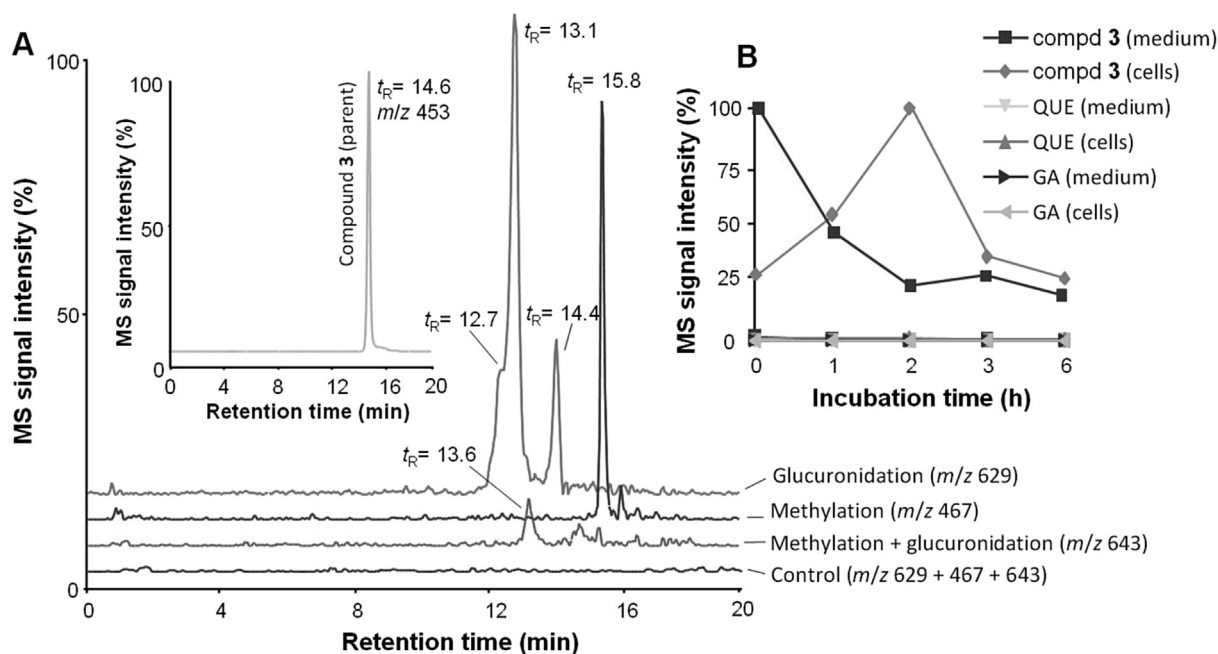 A
MS signal intensity (%)
100
50
0
0
4
8
12
16
20
Retention time (min)
tR= 13.1
tR= 15.8
tR= 12.7
tR= 14.4
tR= 13.6
Glucuronidation (m/z 629)
Methylation (m/z 467)
Methylation + glucuronidation (m/z 643)
Control (m/z 629 + 467 + 643)
MS signal intensity (%)
100
50
0
Compound 3 (parent)
tR= 14.6
m/z 453
0
4
8
12
16
20
Retention time (min)
B
compd 3 (medium)
compd 3 (cells)
QUE (medium)
QUE (cells)
GA (medium)
GA (cells)
MS signal intensity (%)
100
75
50
25
0
0
1
2
3
6
Incubation time (h)